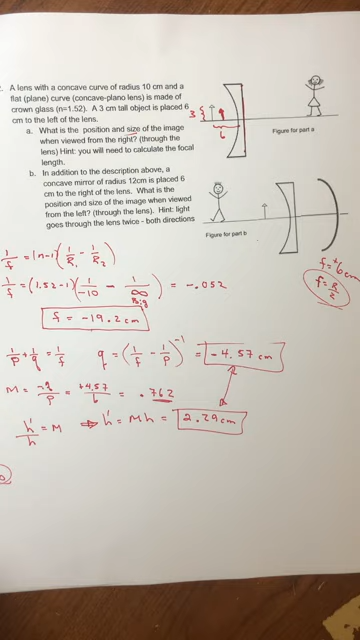 A lens with a concave curve of radius 10 cm and a
flat (plane) curve (concave-plano lens) is made of
crown glass (n=1.52). A 3 cm tall object is placed 6
cm to the left of the lens.
a. What is the position and size of the image
when viewed from the right? (through the
lens) Hint: you will need to calculate the focal
length.
b. In addition to the description above, a
concave mirror of radius 12cm is placed 6
cm to the right of the lens. What is the
position and size of the image when viewed
from the left? (through the lens). Hint: light
goes through the lens twice - both directions
3
6
Figure for part a
Figure for part b
f = +6cm
f = R/2
1/f = (n-1)(1/R₁ - 1/R₂)
1/f = (1.52-1)(1/-10 - 1/∞) = -.052
Big
f = -19.2cm
1/p + 1/q = 1/f q = (1/f - 1/p)⁻¹ = -4.57 cm
M = -q/p = +4.57/6 = .762
h'/h = M ⇒ h' = Mh = 2.29cm